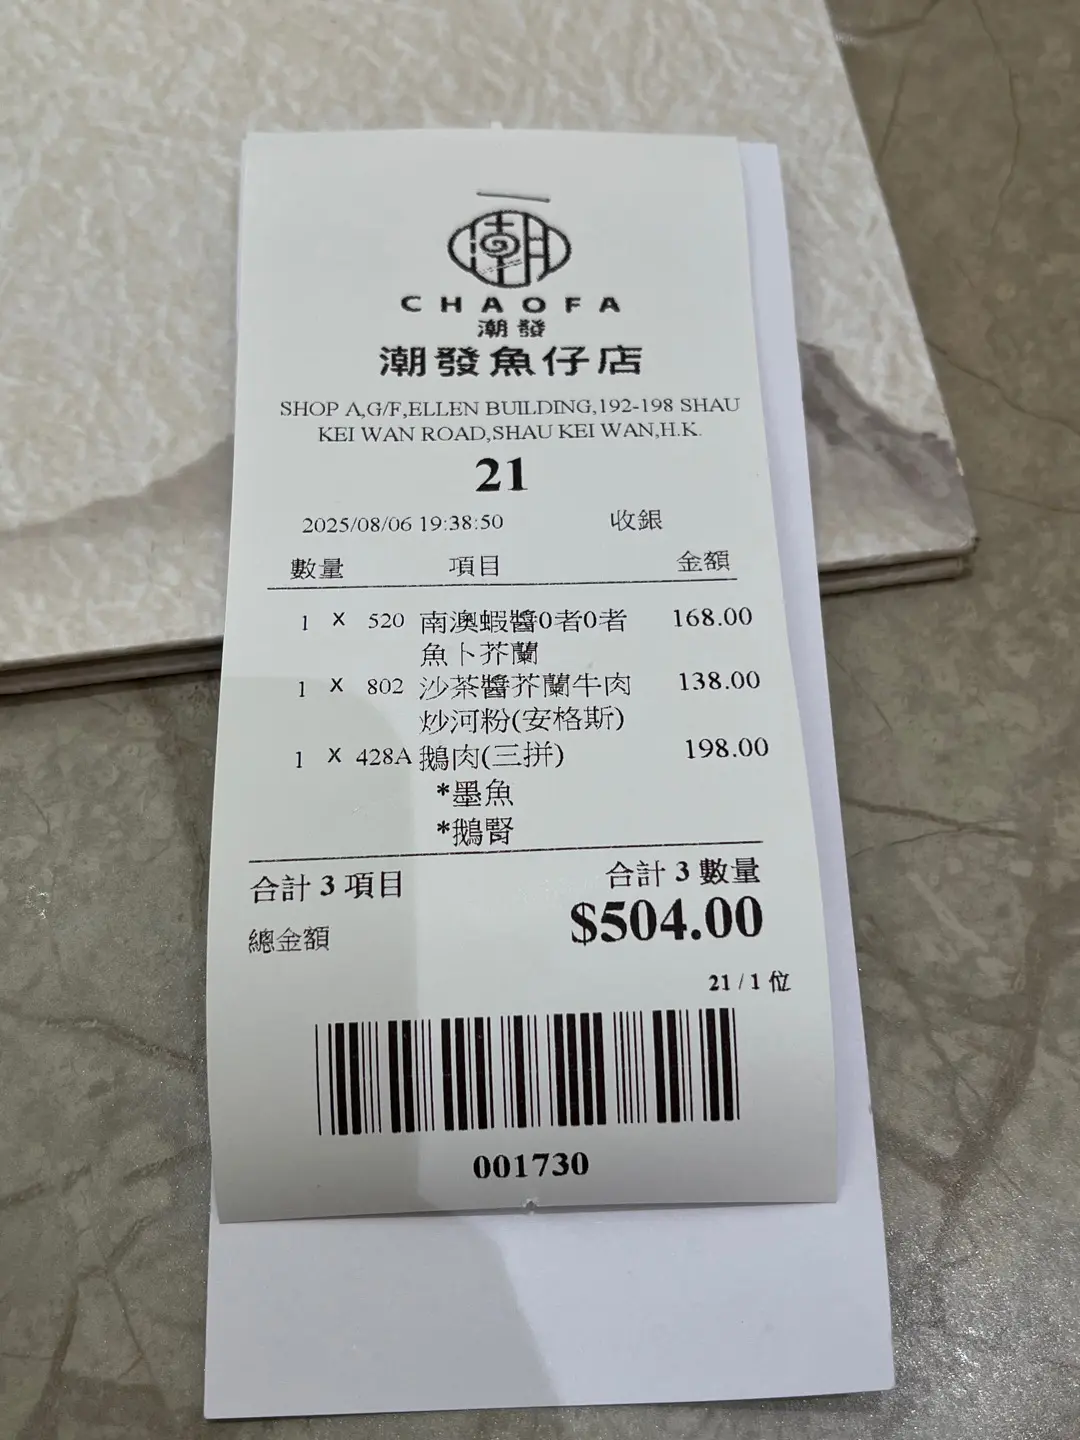 潮
CHAOFA
潮發
潮發魚仔店
SHOP A,G/F,ELLEN BUILDING,192-198 SHAU
KEI WAN ROAD,SHAU KEI WAN,H.K.
21
2025/08/06 19:38:50 收銀
數量 項目 金額
1 X 520 南澳蝦醬0者0者 168.00
魚卜芥蘭
1 X 802 沙茶醬芥蘭牛肉 138.00
炒河粉(安格斯)
1 X 428A 鵝肉(三拼) 198.00
*墨魚
*鵝腎
合計 3 項目 合計 3 數量
總金額 $504.00
21 / 1 位
001730